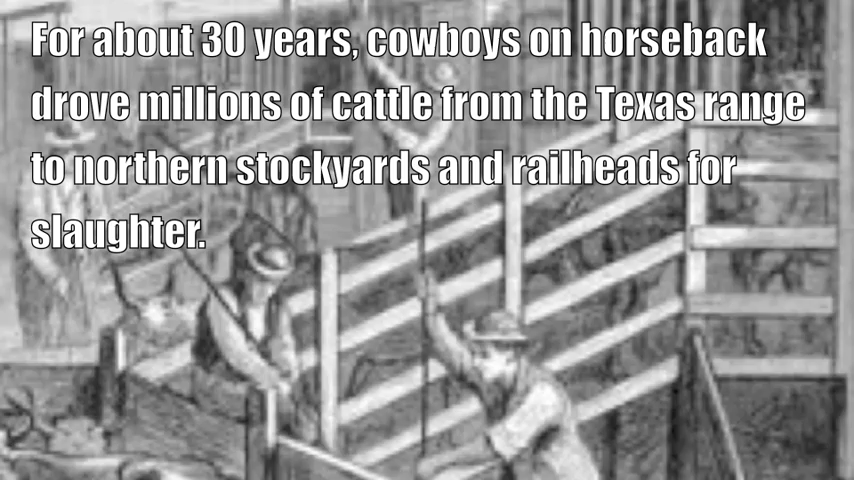 For about 30 years, cowboys on horseback
drove millions of cattle from the Texas range
to northern stockyards and railheads for
slaughter.